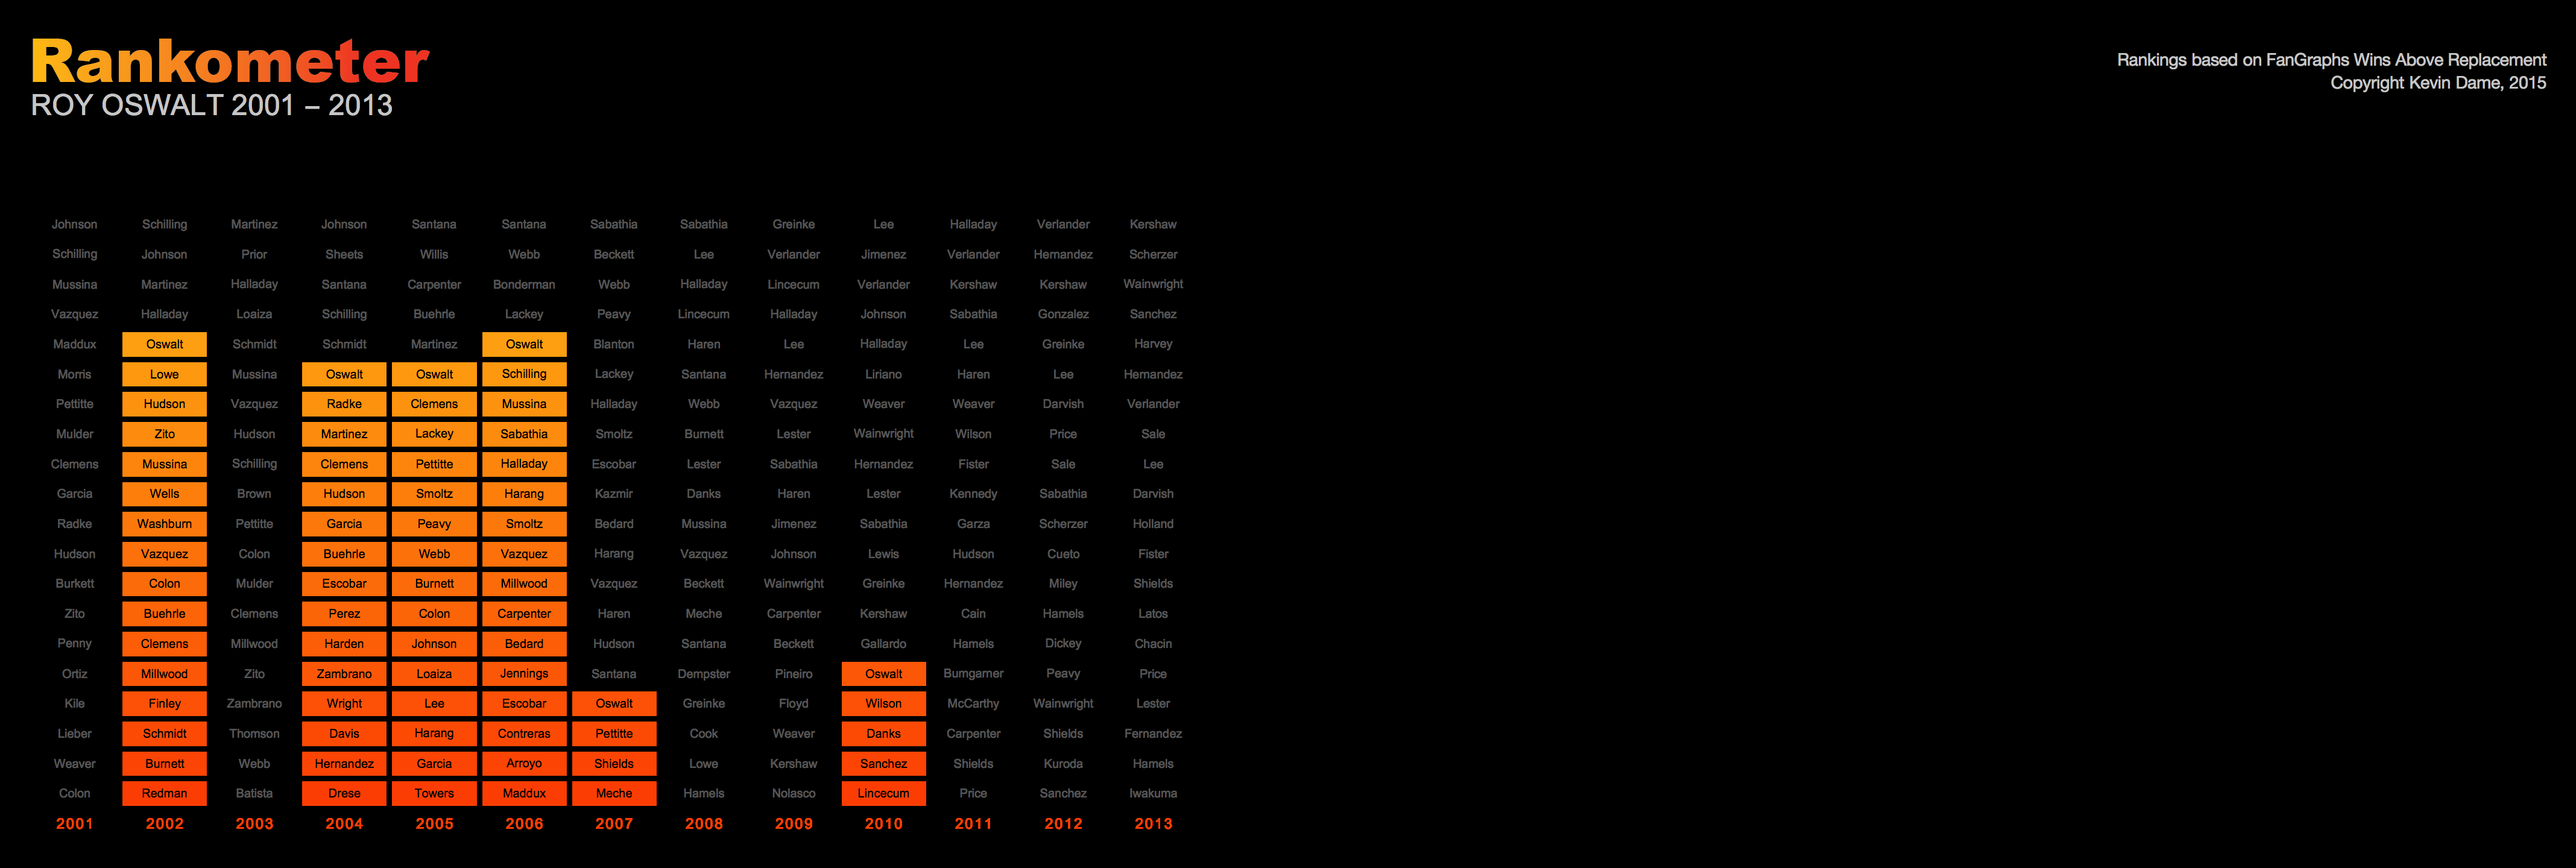 Rankometer
ROY OSWALT 2001 – 2013
Rankings based on FanGraphs Wins Above Replacement
Copyright Kevin Dame, 2015
Johnson Schilling Martinez Johnson Santana Santana Sabathia Sabathia Greinke Lee Halladay Verlander Kershaw
Schilling Johnson Prior Sheets Willis Webb Beckett Lee Verlander Jimenez Verlander Hernandez Scherzer
Mussina Martinez Halladay Santana Carpenter Bonderman Webb Halladay Lincecum Verlander Kershaw Kershaw Wainwright
Vazquez Halladay Loaiza Schilling Buehrle Lackey Peavy Lincecum Halladay Johnson Sabathia Gonzalez Sanchez
Maddux Oswalt Schmidt Schmidt Martinez Oswalt Blanton Haren Lee Halladay Lee Greinke Harvey
Morris Lowe Mussina Oswalt Oswalt Schilling Lackey Santana Hernandez Liriano Haren Lee Hernandez
Pettitte Hudson Vazquez Radke Clemens Mussina Halladay Webb Vazquez Weaver Weaver Darvish Verlander
Mulder Zito Hudson Martinez Lackey Sabathia Smoltz Burnett Lester Wainwright Wilson Price Sale
Clemens Mussina Schilling Clemens Pettitte Halladay Escobar Lester Sabathia Hernandez Fister Sale Lee
Garcia Wells Brown Hudson Smoltz Harang Kazmir Danks Haren Lester Kennedy Sabathia Darvish
Radke Washburn Pettitte Garcia Peavy Smoltz Bedard Mussina Jimenez Sabathia Garza Scherzer Holland
Hudson Vazquez Colon Buehrle Webb Vazquez Harang Vazquez Johnson Lewis Hudson Cueto Fister
Burkett Colon Mulder Escobar Burnett Millwood Vazquez Beckett Wainwright Greinke Hernandez Miley Shields
Zito Buehrle Clemens Perez Colon Carpenter Haren Meche Carpenter Kershaw Cain Hamels Latos
Penny Clemens Millwood Harden Johnson Bedard Hudson Santana Beckett Gallardo Hamels Dickey Chacin
Ortiz Millwood Zito Zambrano Loaiza Jennings Santana Dempster Pineiro Oswalt Bumgarner Peavy Price
Kile Finley Zambrano Wright Lee Escobar Oswalt Greinke Floyd Wilson McCarthy Wainwright Lester
Lieber Schmidt Thomson Davis Harang Contreras Pettitte Cook Weaver Danks Carpenter Shields Fernandez
Weaver Burnett Webb Hernandez Garcia Arroyo Shields Lowe Kershaw Sanchez Shields Kuroda Hamels
Colon Redman Batista Drese Towers Maddux Meche Hamels Nolasco Lincecum Price Sanchez Iwakuma
2001 2002 2003 2004 2005 2006 2007 2008 2009 2010 2011 2012 2013